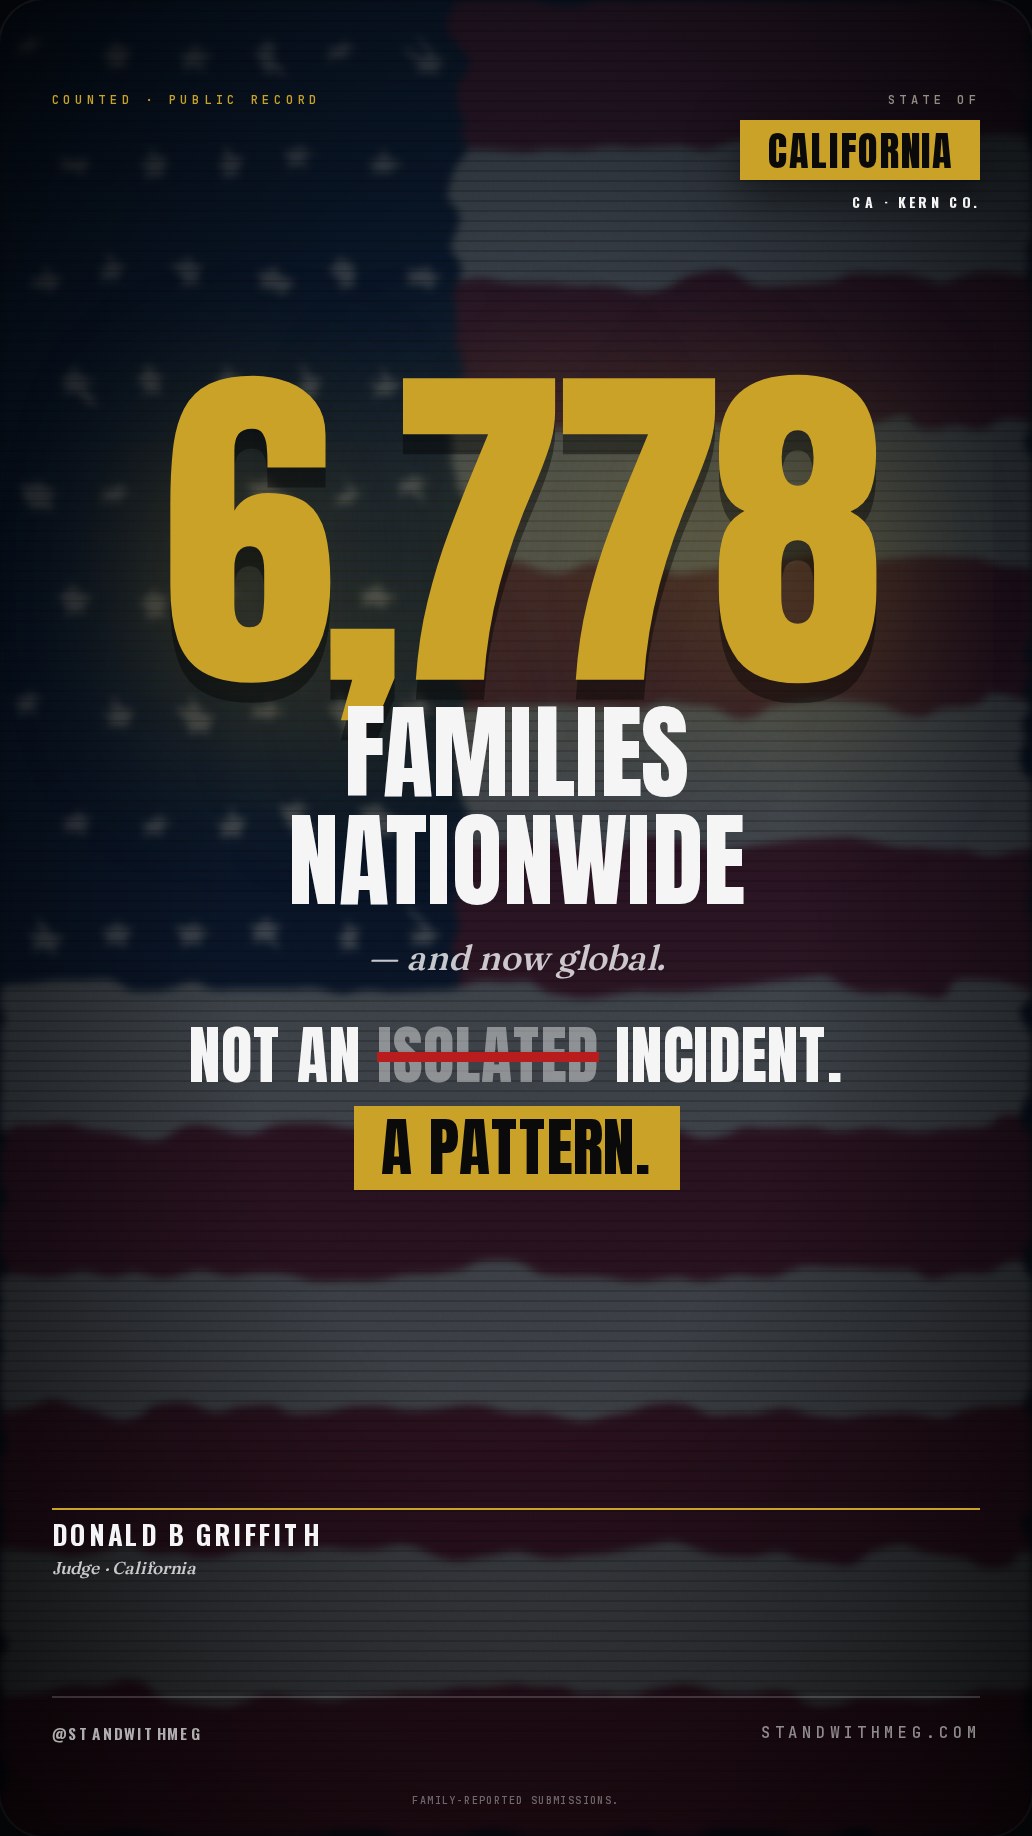 COUNTED · PUBLIC RECORD
STATE OF
CALIFORNIA
CA · KERN CO.
6,778
FAMILIES
NATIONWIDE
— and now global.
NOT AN ISOLATED INCIDENT.
A PATTERN.
DONALD B GRIFFITH
Judge · California
@STANDWITHMEG
STANDWITHMEG.COM
FAMILY-REPORTED SUBMISSIONS.